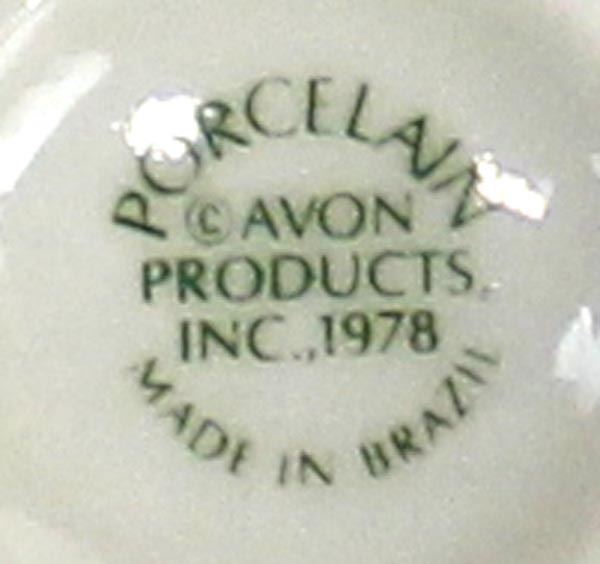 PORCELAIN
©AVON
PRODUCTS,
INC.,1978
MADE IN BRAZIL